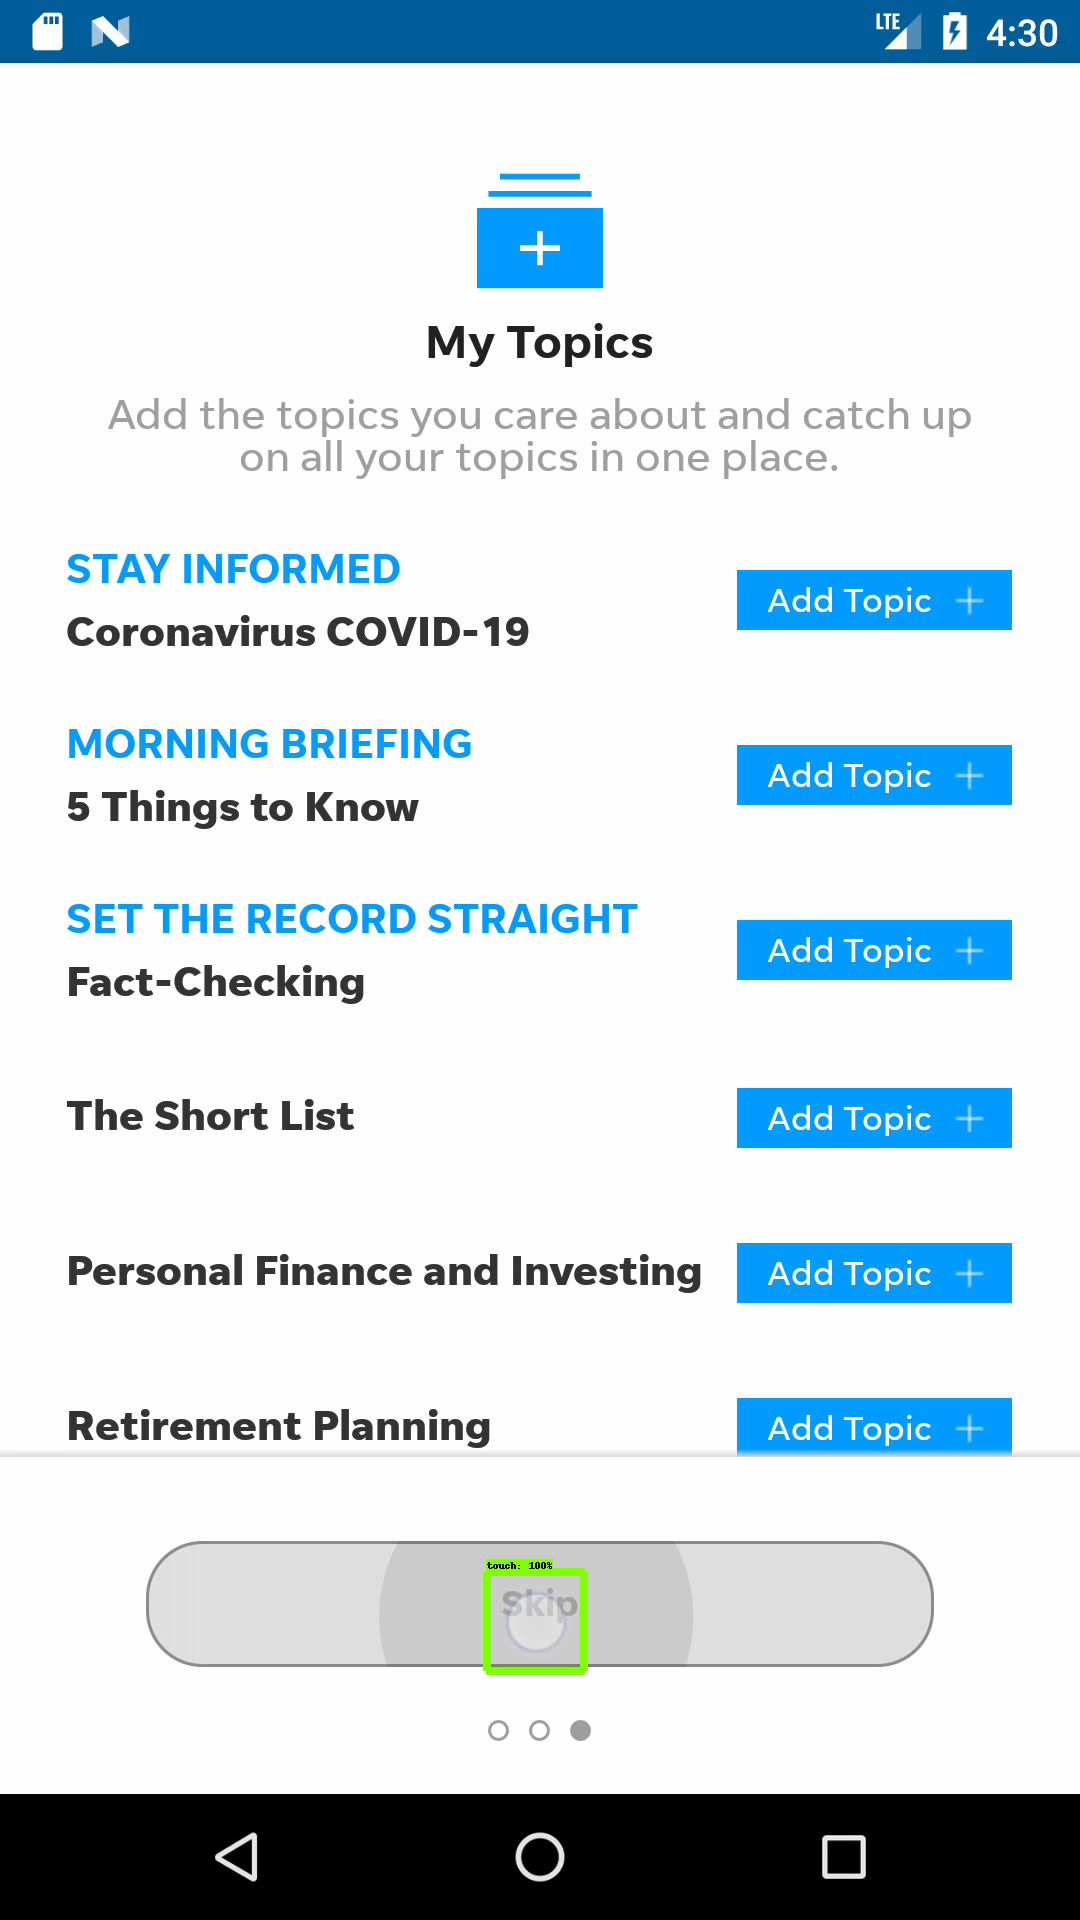 LTE 4:30
My Topics
Add the topics you care about and catch up
on all your topics in one place.
STAY INFORMED
Coronavirus COVID-19
Add Topic +
MORNING BRIEFING
5 Things to Know
Add Topic +
SET THE RECORD STRAIGHT
Fact-Checking
Add Topic +
The Short List
Add Topic +
Personal Finance and Investing
Add Topic +
Retirement Planning
Add Topic +
touch: 100%
Skip